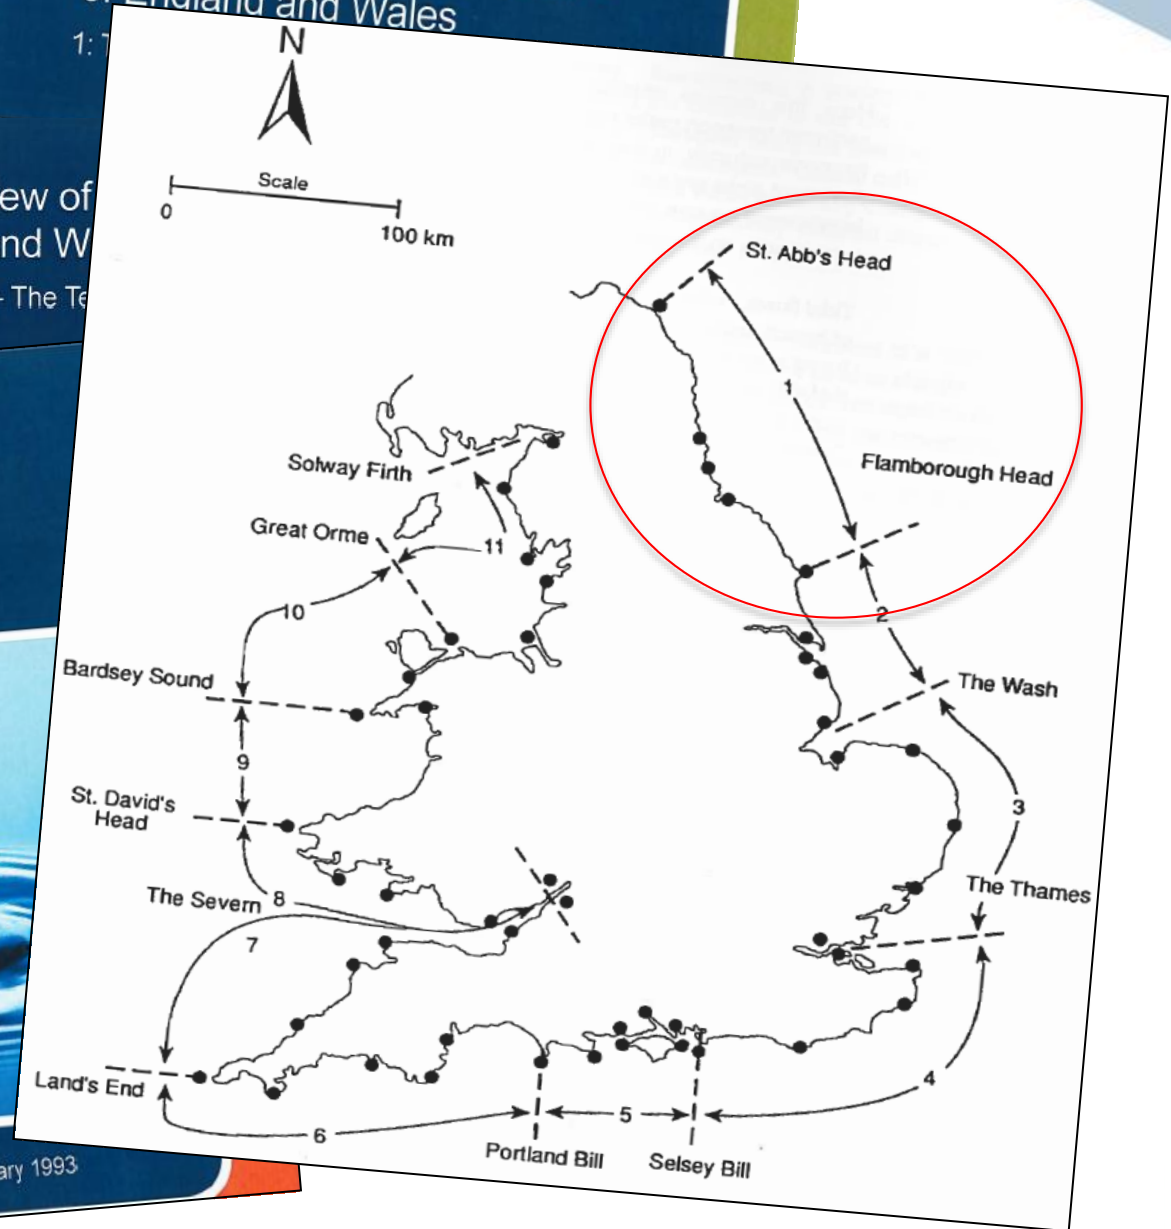 England and Wales
1:
ew of
nd W
- The Te
ary 1993
N
Scale
0
100 km
St. Abb's Head
1
Flamborough Head
Solway Firth
Great Orme
11
10
2
Bardsey Sound
The Wash
9
3
St. David's
Head
The Thames
8
The Severn
7
Land's End
4
5
6
Portland Bill
Selsey Bill